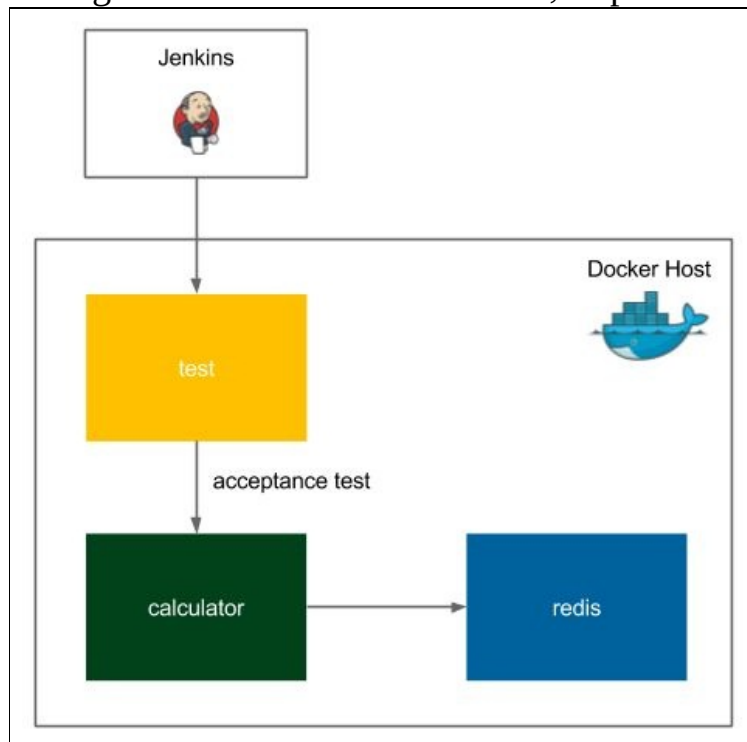 Jenkins
Docker Host
test
acceptance test
calculator
redis